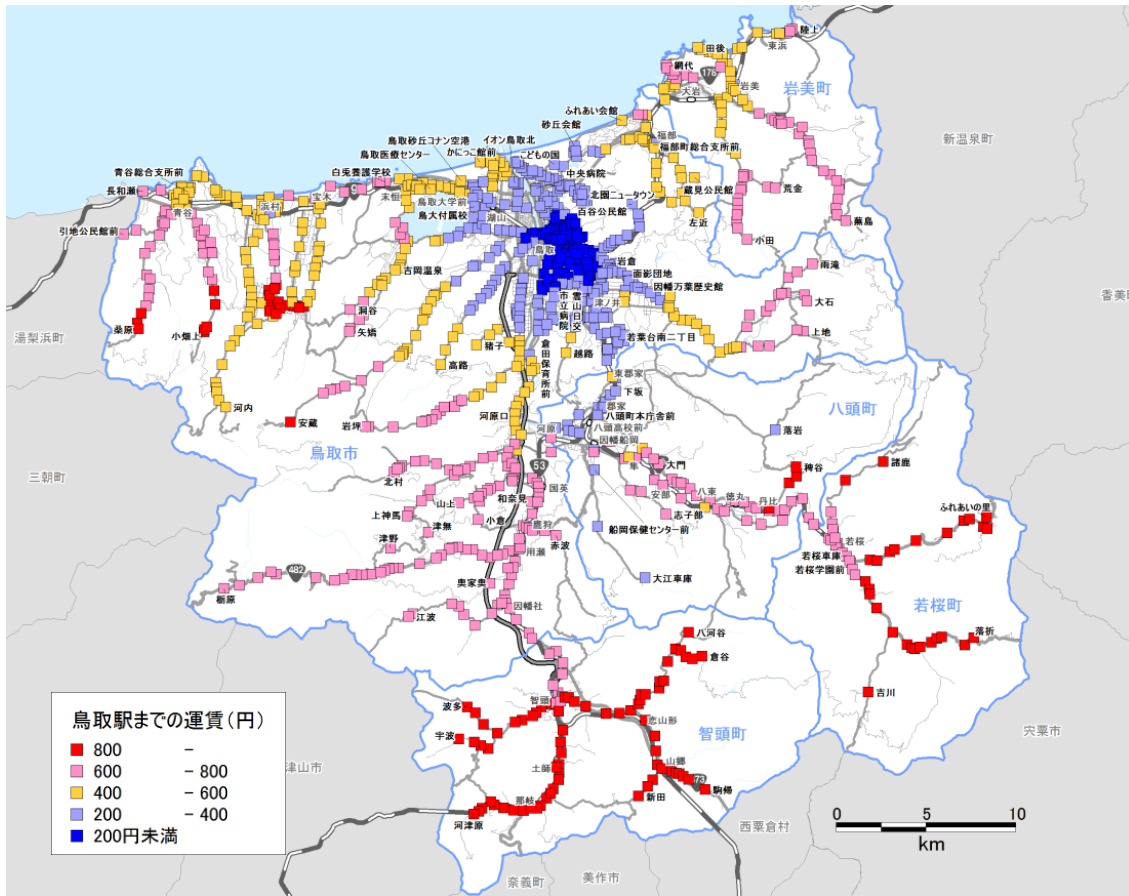 陸上
東浜
田後
網代
178
岩美
大岩
岩美町
ふれあい会館
砂丘会館
福部
新温泉町
鳥取砂丘コナン空港
イオン鳥取北
鳥取医療センター
かにっこ館前
こどもの国
福部町総合支所前
中央病院
青谷総合支所前
白兎養護学校
北園ニュータウン
蔵見公館
荒金
長和瀬
9
宝木
末恒
鳥取大学前
浜村
鳥大付属校
百谷公民館
青谷
湖山
左近
蕪島
引地公民館前
鳥取
小田
岩倉
雨滝
吉岡温泉
面影団地
因幡万葉歴史館
津ノ井
大石
香美町
雲山日交
市立病院
洞谷
桑原
小畑上
矢矯
上地
湯梨浜町
猪子
若葉台南二丁目
越路
倉田保育所前
高路
東郡家
下坂
河内
郡家
八頭町
安蔵
岩坪
河原口
八頭町本庁舎前
河原
八頭高校前
落岩
鳥取市
因幡船岡
53
隼
大門
稗谷
諸鹿
三朝町
北村
国英
安部
八東
徳丸
丹比
和奈見
山上
ふれあいの里
上神馬
小倉
志子部
津無
鷹狩
船岡保健センター前
若桜
津野
赤波
若桜車庫
用瀬
若桜学園前
482
大江車庫
奥家奥
栃原
因幡社
若桜町
江波
落折
八河谷
倉谷
吉川
智頭
波多
恋山形
智頭町
宍粟市
鳥取駅までの運賃(円)
宇波
800 -
600 - 800
400 - 600
200 - 400
200円未満
津山市
土師
山郷
73
駒帰
那岐
新田
河津原
西粟倉村
0 5 10
km
美作市
奈義町